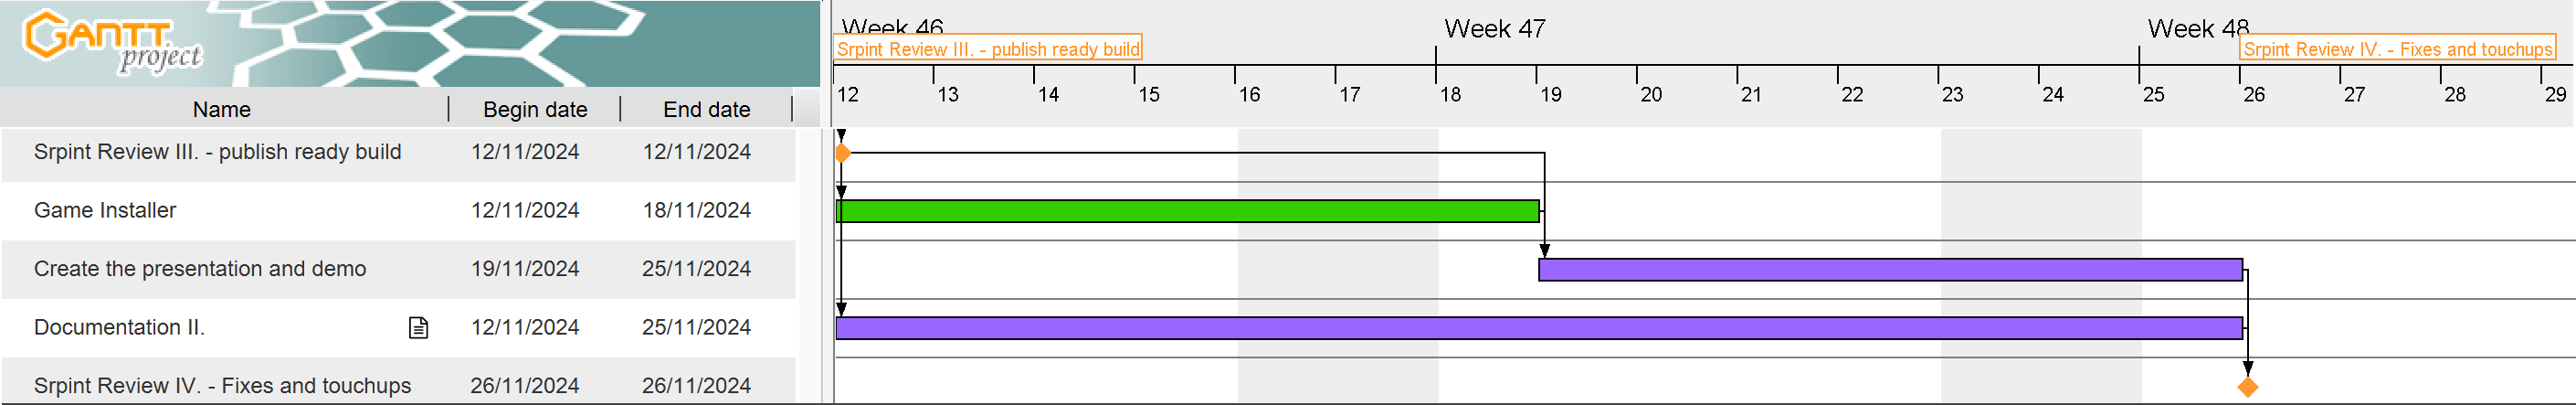 GANTT
project
Week 46
Week 47
Week 48
Srpint Review III. - publish ready build
Srpint Review IV. - Fixes and touchups
12 13 14 15 16 17 18 19 20 21 22 23 24 25 26 27 28 29
Name Begin date End date
Srpint Review III. - publish ready build 12/11/2024 12/11/2024
Game Installer 12/11/2024 18/11/2024
Create the presentation and demo 19/11/2024 25/11/2024
Documentation II. 12/11/2024 25/11/2024
Srpint Review IV. - Fixes and touchups 26/11/2024 26/11/2024